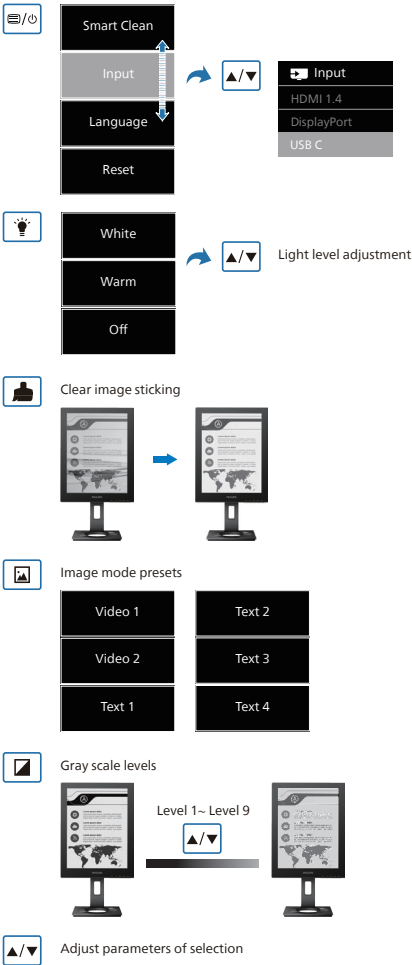 Smart Clean
Input
Language
Reset
▲/▼
Input
HDMI 1.4
DisplayPort
USB C
White
Warm
Off
▲/▼
Light level adjustment
Clear image sticking
Image mode presets
Video 1
Video 2
Text 1
Text 2
Text 3
Text 4
Gray scale levels
Level 1~ Level 9
▲/▼
▲/▼
Adjust parameters of selection